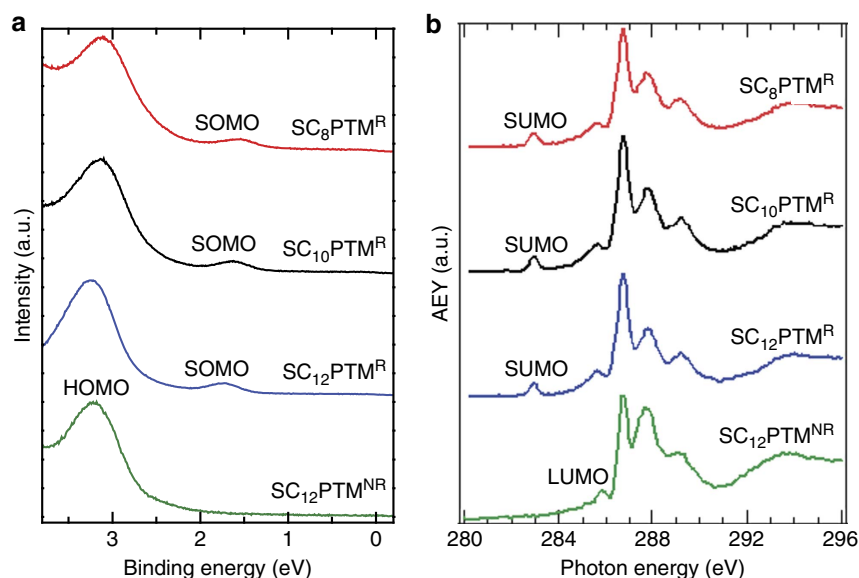 a
Intensity (a.u.)
SOMO
SC₈PTMᴿ
SOMO
SC₁₀PTMᴿ
SOMO
SC₁₂PTMᴿ
HOMO
SC₁₂PTMᴺᴿ
3 2 1 0
Binding energy (eV)
b
AEY (a.u.)
SC₈PTMᴿ
SUMO
SC₁₀PTMᴿ
SUMO
SC₁₂PTMᴿ
SUMO
SC₁₂PTMᴺᴿ
LUMO
280 284 288 292 296
Photon energy (eV)